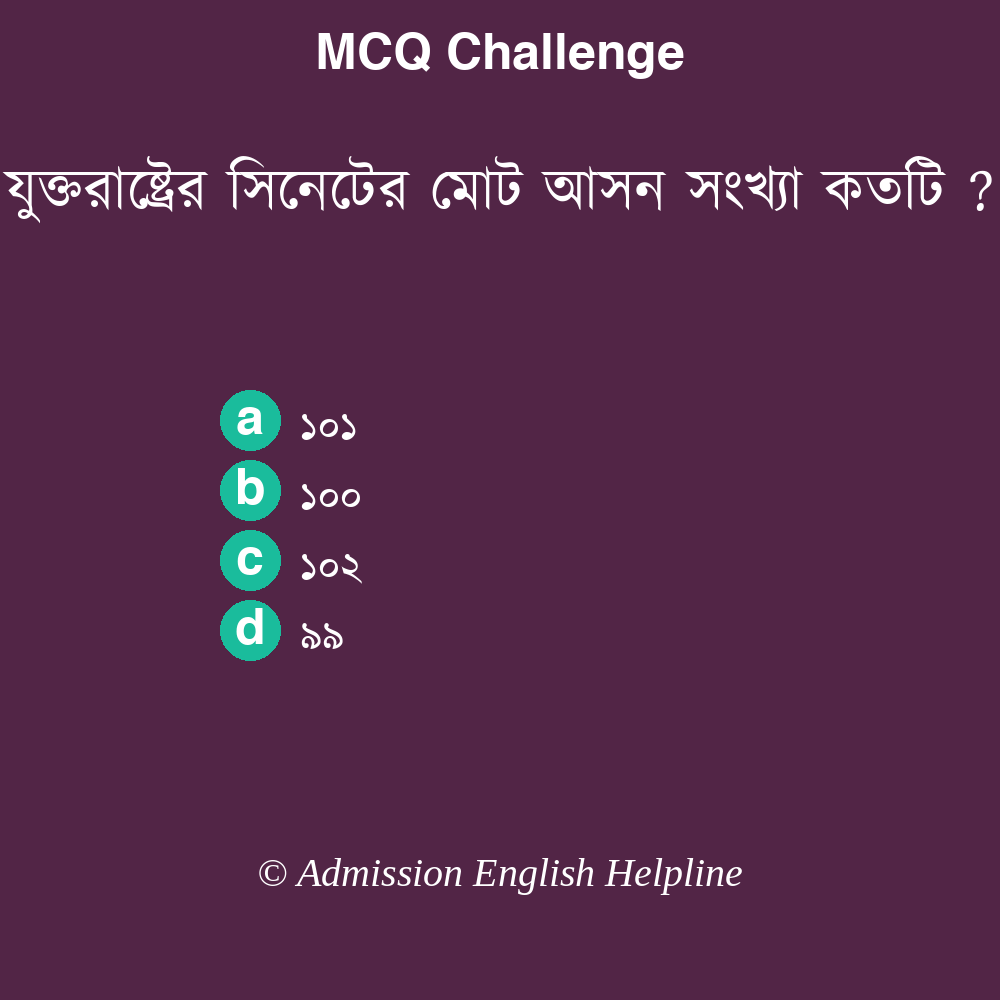 MCQ Challenge
যুক্তরাষ্ট্রের সিনেটের মোট আসন সংখ্যা কতটি ?
a ১০১
b ১০০
c ১০২
d ৯৯
© Admission English Helpline